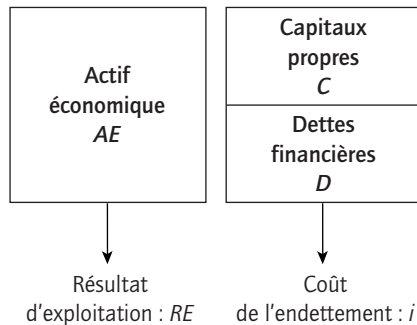 Actif
économique
AE
Capitaux
propres
C
Dettes
financières
D
Résultat
d'exploitation : RE
Coût
de l'endettement : i